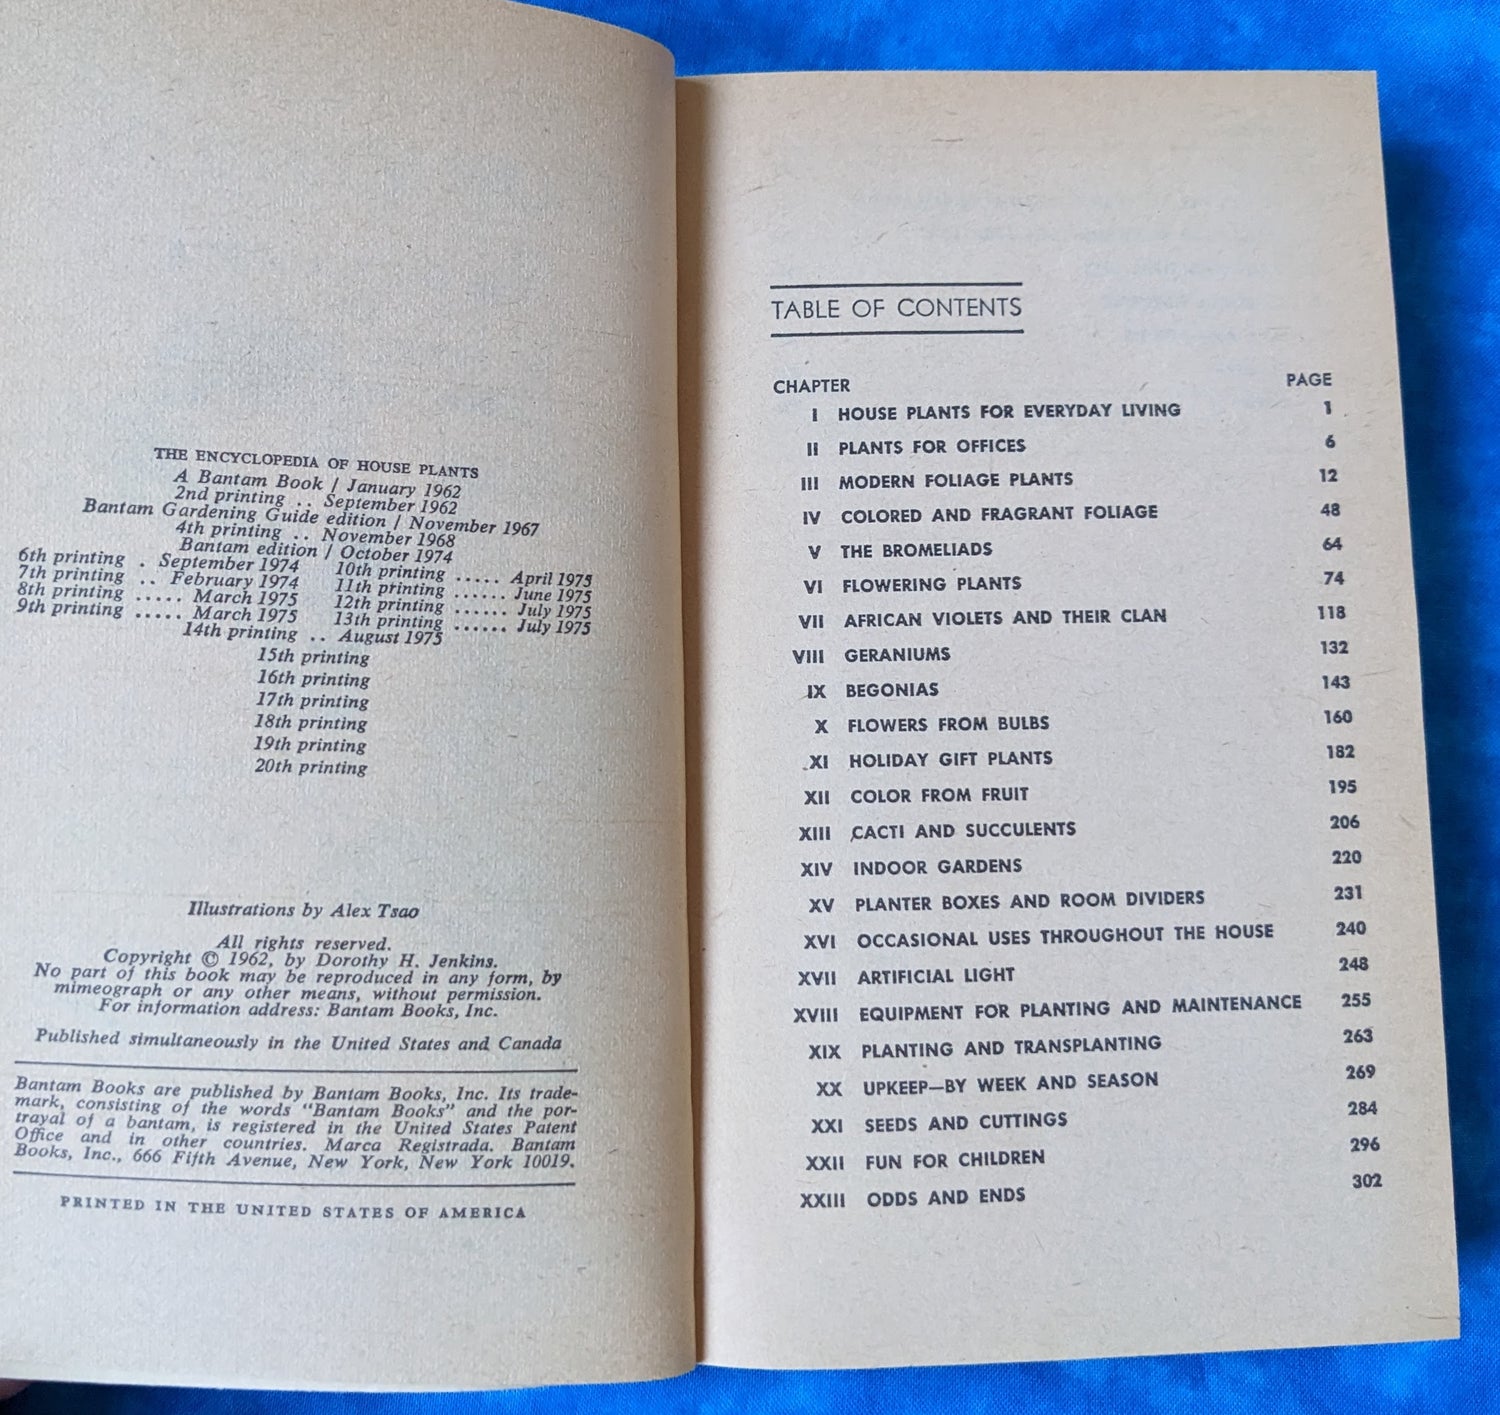 THE ENCYCLOPEDIA OF HOUSE PLANTS
A Bantam Book / January 1962
2nd printing .. September 1962
Bantam Gardening Guide edition / November 1967
4th printing .. November 1968
Bantam edition / October 1974
6th printing . September 1974 10th printing ..... April 1975
7th printing .. February 1974 11th printing ...... June 1975
8th printing ..... March 1975 12th printing ...... July 1975
9th printing ..... March 1975 13th printing ...... July 1975
14th printing .. August 1975
15th printing
16th printing
17th printing
18th printing
19th printing
20th printing
Illustrations by Alex Tsao
All rights reserved.
Copyright © 1962, by Dorothy H. Jenkins.
No part of this book may be reproduced in any form, by
mimeograph or any other means, without permission.
For information address: Bantam Books, Inc.
Published simultaneously in the United States and Canada
Bantam Books are published by Bantam Books, Inc. Its trade-
mark, consisting of the words "Bantam Books" and the por-
trayal of a bantam, is registered in the United States Patent
Office and in other countries. Marca Registrada. Bantam
Books, Inc., 666 Fifth Avenue, New York, New York 10019.
PRINTED IN THE UNITED STATES OF AMERICA
TABLE OF CONTENTS
CHAPTER PAGE
I HOUSE PLANTS FOR EVERYDAY LIVING 1
II PLANTS FOR OFFICES 6
III MODERN FOLIAGE PLANTS 12
IV COLORED AND FRAGRANT FOLIAGE 48
V THE BROMELIADS 64
VI FLOWERING PLANTS 74
VII AFRICAN VIOLETS AND THEIR CLAN 118
VIII GERANIUMS 132
IX BEGONIAS 143
X FLOWERS FROM BULBS 160
XI HOLIDAY GIFT PLANTS 182
XII COLOR FROM FRUIT 195
XIII CACTI AND SUCCULENTS 206
XIV INDOOR GARDENS 220
XV PLANTER BOXES AND ROOM DIVIDERS 231
XVI OCCASIONAL USES THROUGHOUT THE HOUSE 240
XVII ARTIFICIAL LIGHT 248
XVIII EQUIPMENT FOR PLANTING AND MAINTENANCE 255
XIX PLANTING AND TRANSPLANTING 263
XX UPKEEP—BY WEEK AND SEASON 269
XXI SEEDS AND CUTTINGS 284
XXII FUN FOR CHILDREN 296
XXIII ODDS AND ENDS 302